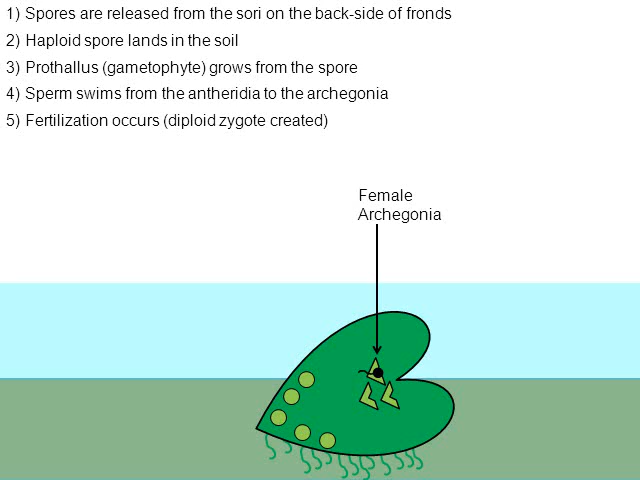 1) Spores are released from the sori on the back-side of fronds
2) Haploid spore lands in the soil
3) Prothallus (gametophyte) grows from the spore
4) Sperm swims from the antheridia to the archegonia
5) Fertilization occurs (diploid zygote created)
Female
Archegonia